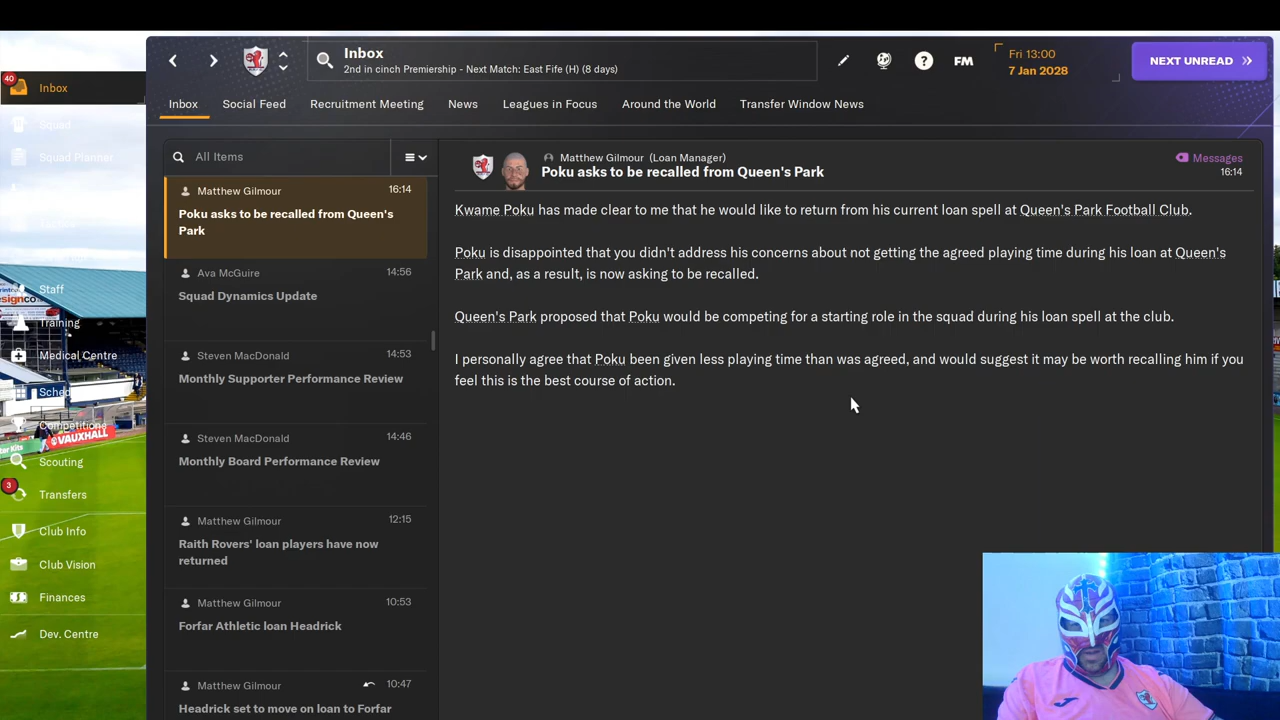 Inbox
2nd in cinch Premiership - Next Match: East Fife (H) (8 days)
?
FM
Fri 13:00
7 Jan 2028
NEXT UNREAD
40
Inbox
Squad
Squad Planner
Staff
Training
Medical Centre
Sched
Competitions
Scouting
3
Transfers
Club Info
Club Vision
Finances
Dev. Centre
VAUXHALL
Inbox
Social Feed
Recruitment Meeting
News
Leagues in Focus
Around the World
Transfer Window News
All Items
Matthew Gilmour
16:14
Poku asks to be recalled from Queen's
Park
Ava McGuire
14:56
Squad Dynamics Update
Steven MacDonald
14:53
Monthly Supporter Performance Review
Steven MacDonald
14:46
Monthly Board Performance Review
Matthew Gilmour
12:15
Raith Rovers' loan players have now
returned
Matthew Gilmour
10:53
Forfar Athletic loan Headrick
Matthew Gilmour
10:47
Headrick set to move on loan to Forfar
Matthew Gilmour (Loan Manager)
Poku asks to be recalled from Queen's Park
Messages
16:14
Kwame Poku has made clear to me that he would like to return from his current loan spell at Queen's Park Football Club.
Poku is disappointed that you didn't address his concerns about not getting the agreed playing time during his loan at Queen's
Park and, as a result, is now asking to be recalled.
Queen's Park proposed that Poku would be competing for a starting role in the squad during his loan spell at the club.
I personally agree that Poku been given less playing time than was agreed, and would suggest it may be worth recalling him if you
feel this is the best course of action.